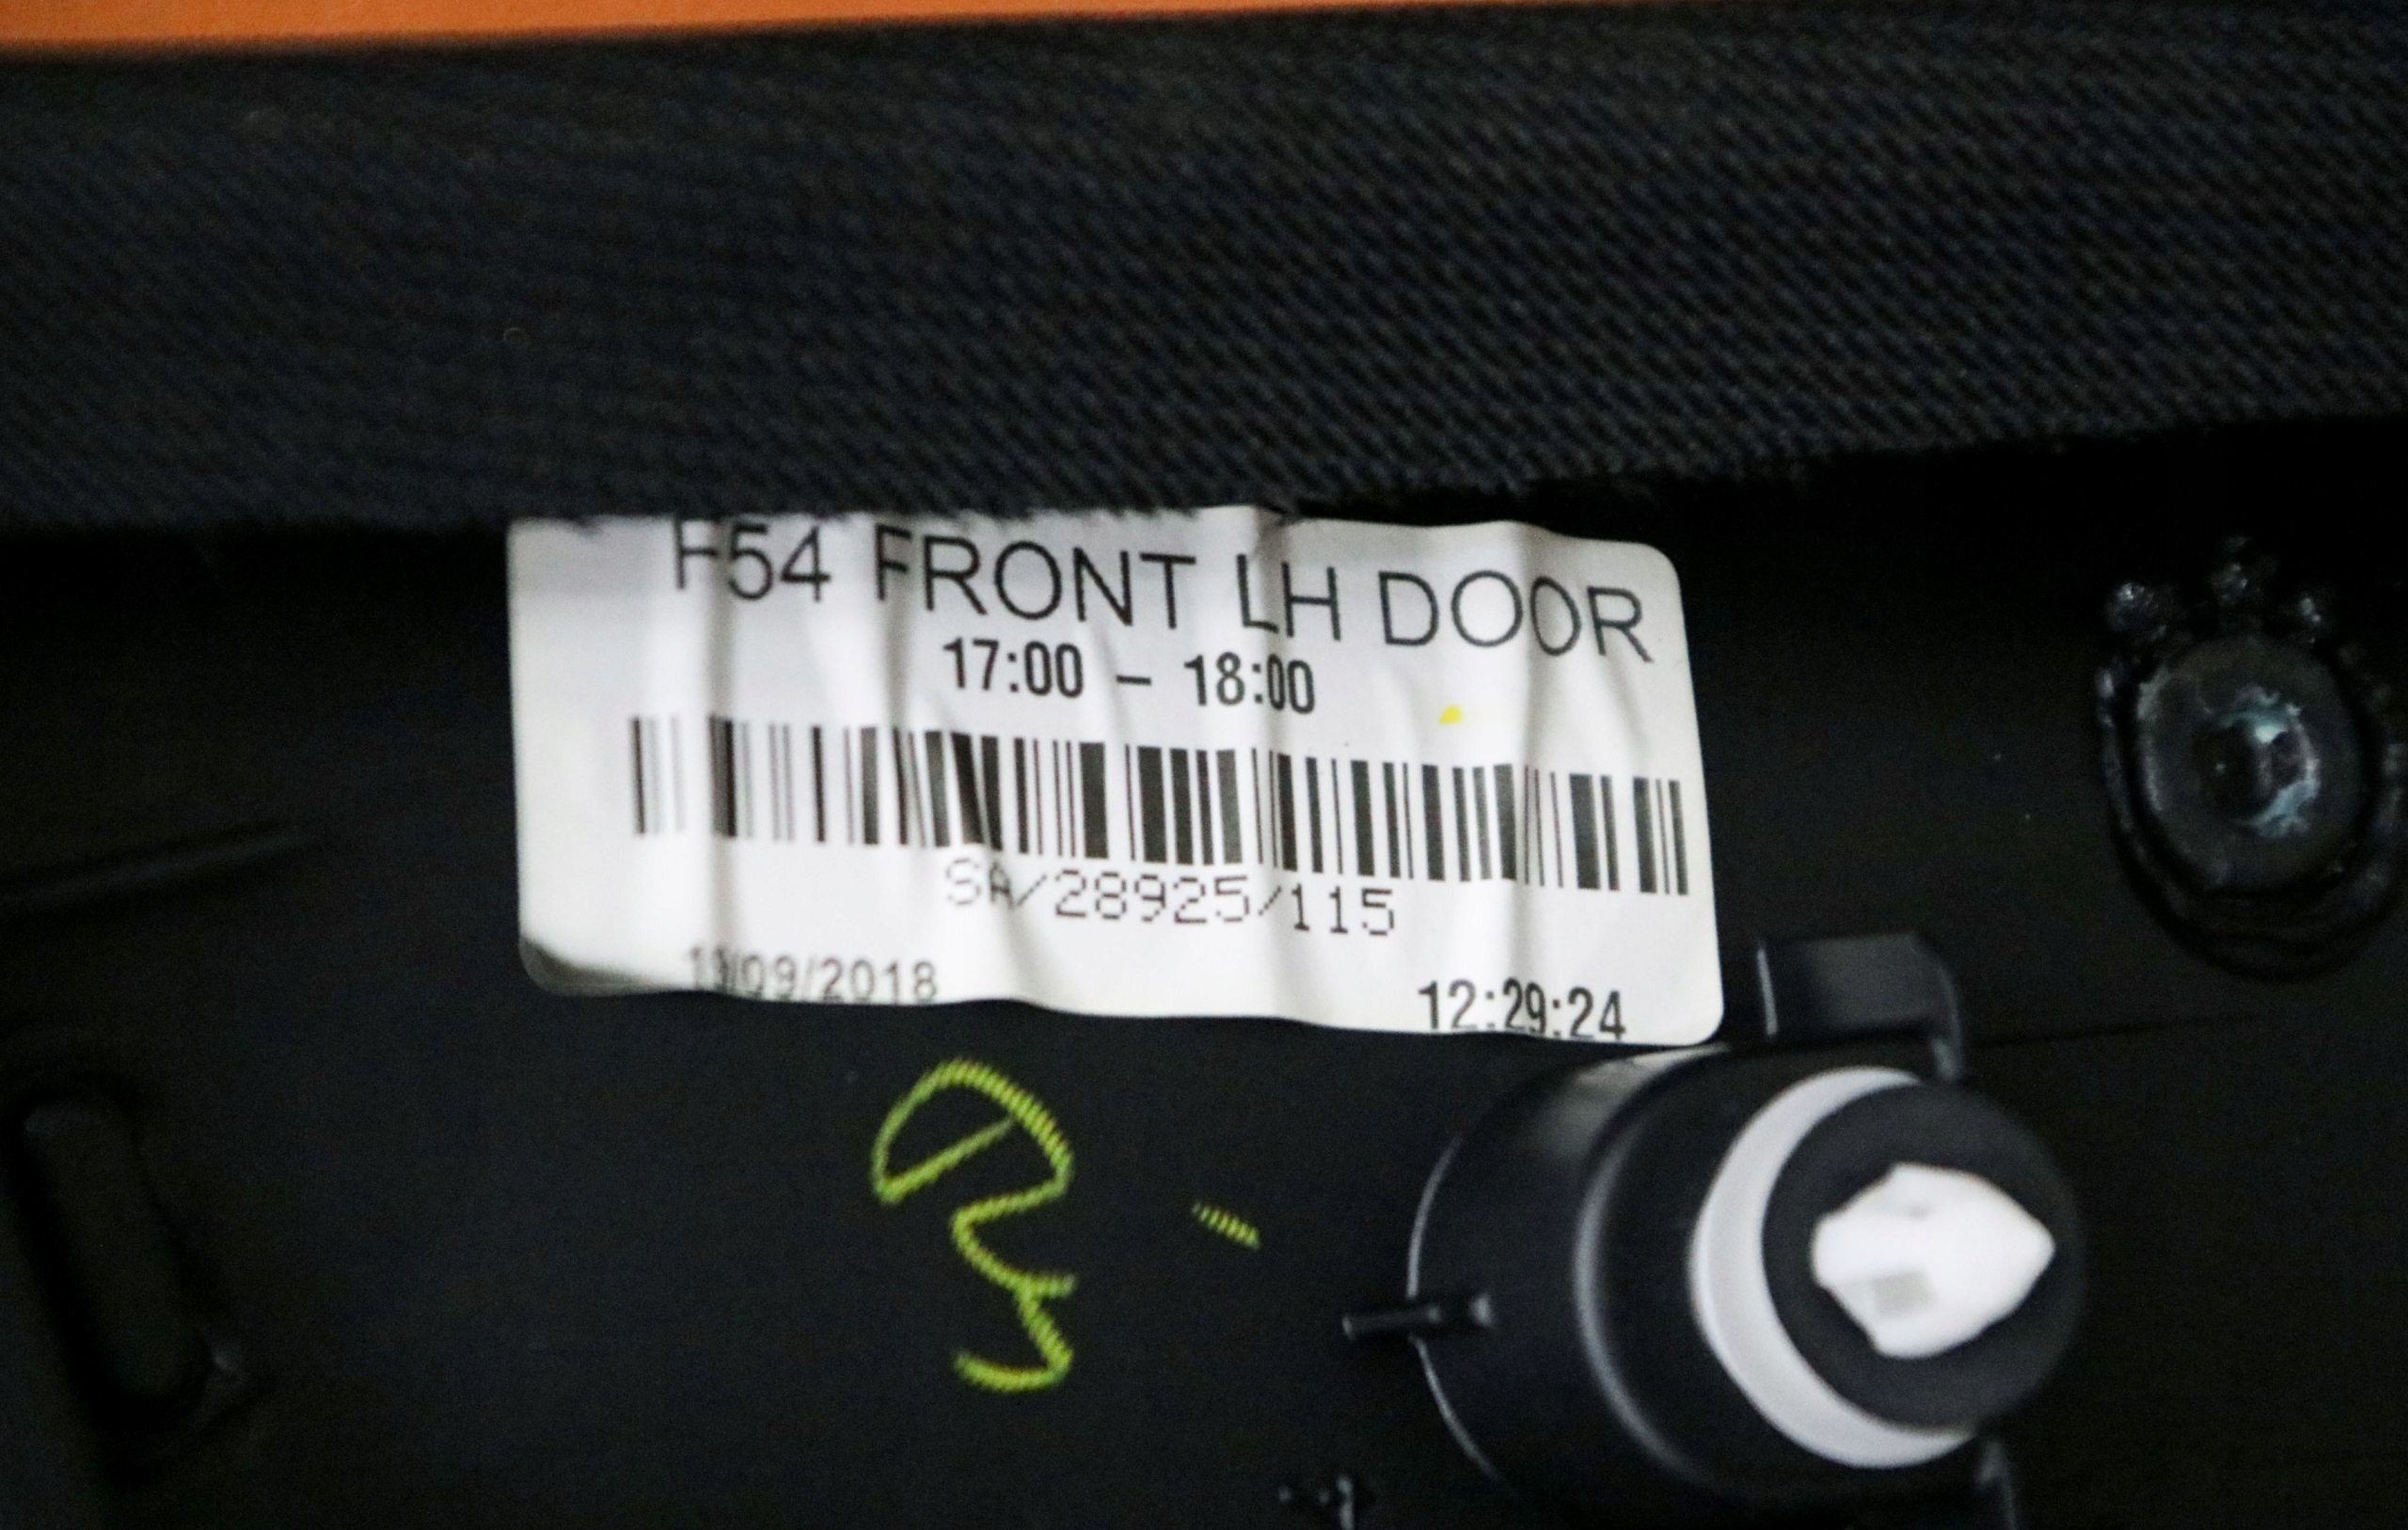 F54 FRONT LH DOOR
17:00 – 18:00
SA/28925/115
12:29:24